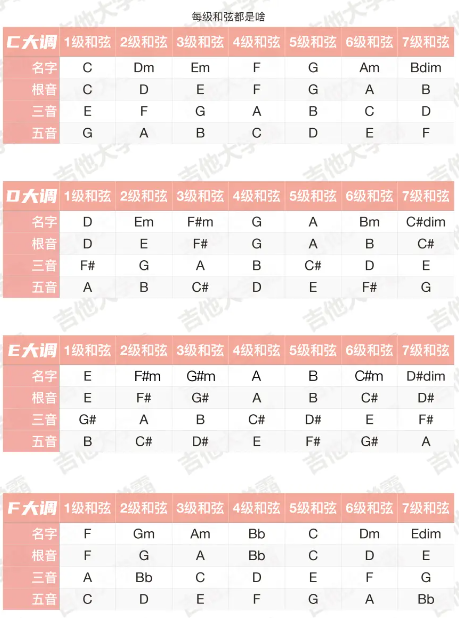 每级和弦都是啥
C大调 1级和弦 2级和弦 3级和弦 4级和弦 5级和弦 6级和弦 7级和弦
名字 C Dm Em F G Am Bdim
根音 C D E F G A B
三音 E F G A B C D
五音 G A B C D E F
D大调 1级和弦 2级和弦 3级和弦 4级和弦 5级和弦 6级和弦 7级和弦
名字 D Em F#m G A Bm C#dim
根音 D E F# G A B C#
三音 F# G A B C# D E
五音 A B C# D E F# G
E大调 1级和弦 2级和弦 3级和弦 4级和弦 5级和弦 6级和弦 7级和弦
名字 E F#m G#m A B C#m D#dim
根音 E F# G# A B C# D#
三音 G# A B C# D# E F#
五音 B C# D# E F# G# A
F大调 1级和弦 2级和弦 3级和弦 4级和弦 5级和弦 6级和弦 7级和弦
名字 F Gm Am Bb C Dm Edim
根音 F G A Bb C D E
三音 A Bb C D E F G
五音 C D E F G A Bb